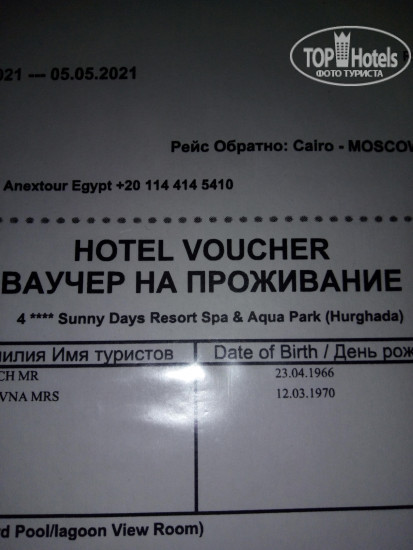 TOP Hotels
ФОТО ТУРИСТА
021 --- 05.05.2021
Рейс Обратно: Cairo - MOSCOW
Anextour Egypt +20 114 414 5410
HOTEL VOUCHER
ВАУЧЕР НА ПРОЖИВАНИЕ
4 **** Sunny Days Resort Spa & Aqua Park (Hurghada)
милия Имя туристов Date of Birth / День рож
CH MR 23.04.1966
VNA MRS 12.03.1970
rd Pool/lagoon View Room)